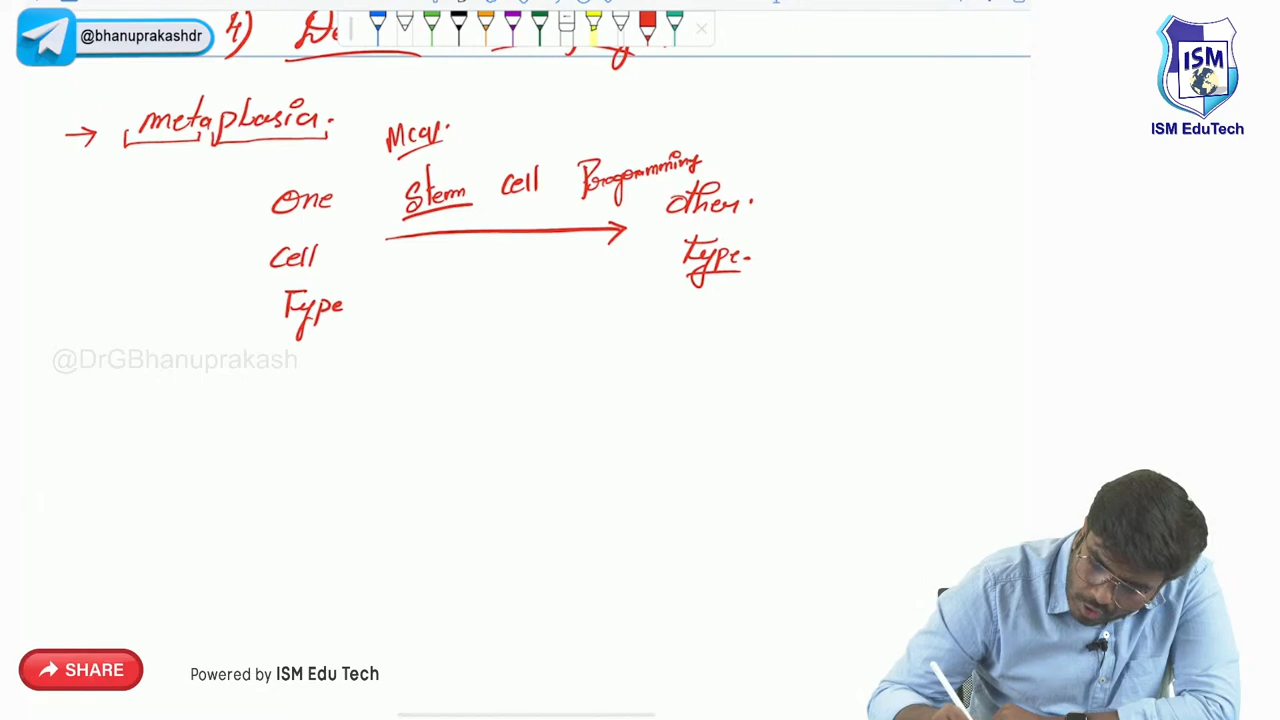 @bhanuprakashdr
4)
ISM
ISM EduTech
→ metaplasia.
MCQ.
One Stem cell Programming other.
Cell Type.
Type
@DrGBhanuprakash
SHARE
Powered by ISM Edu Tech